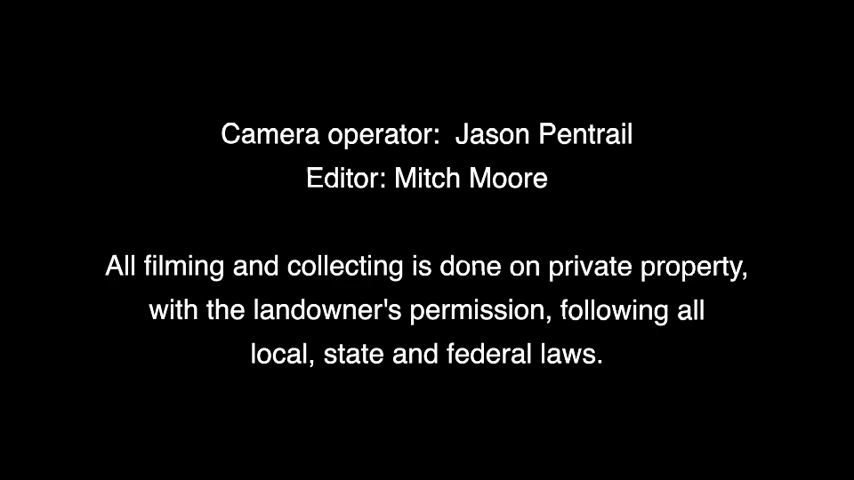 Camera operator:  Jason Pentrail
Editor: Mitch Moore
All filming and collecting is done on private property,
with the landowner's permission, following all
local, state and federal laws.